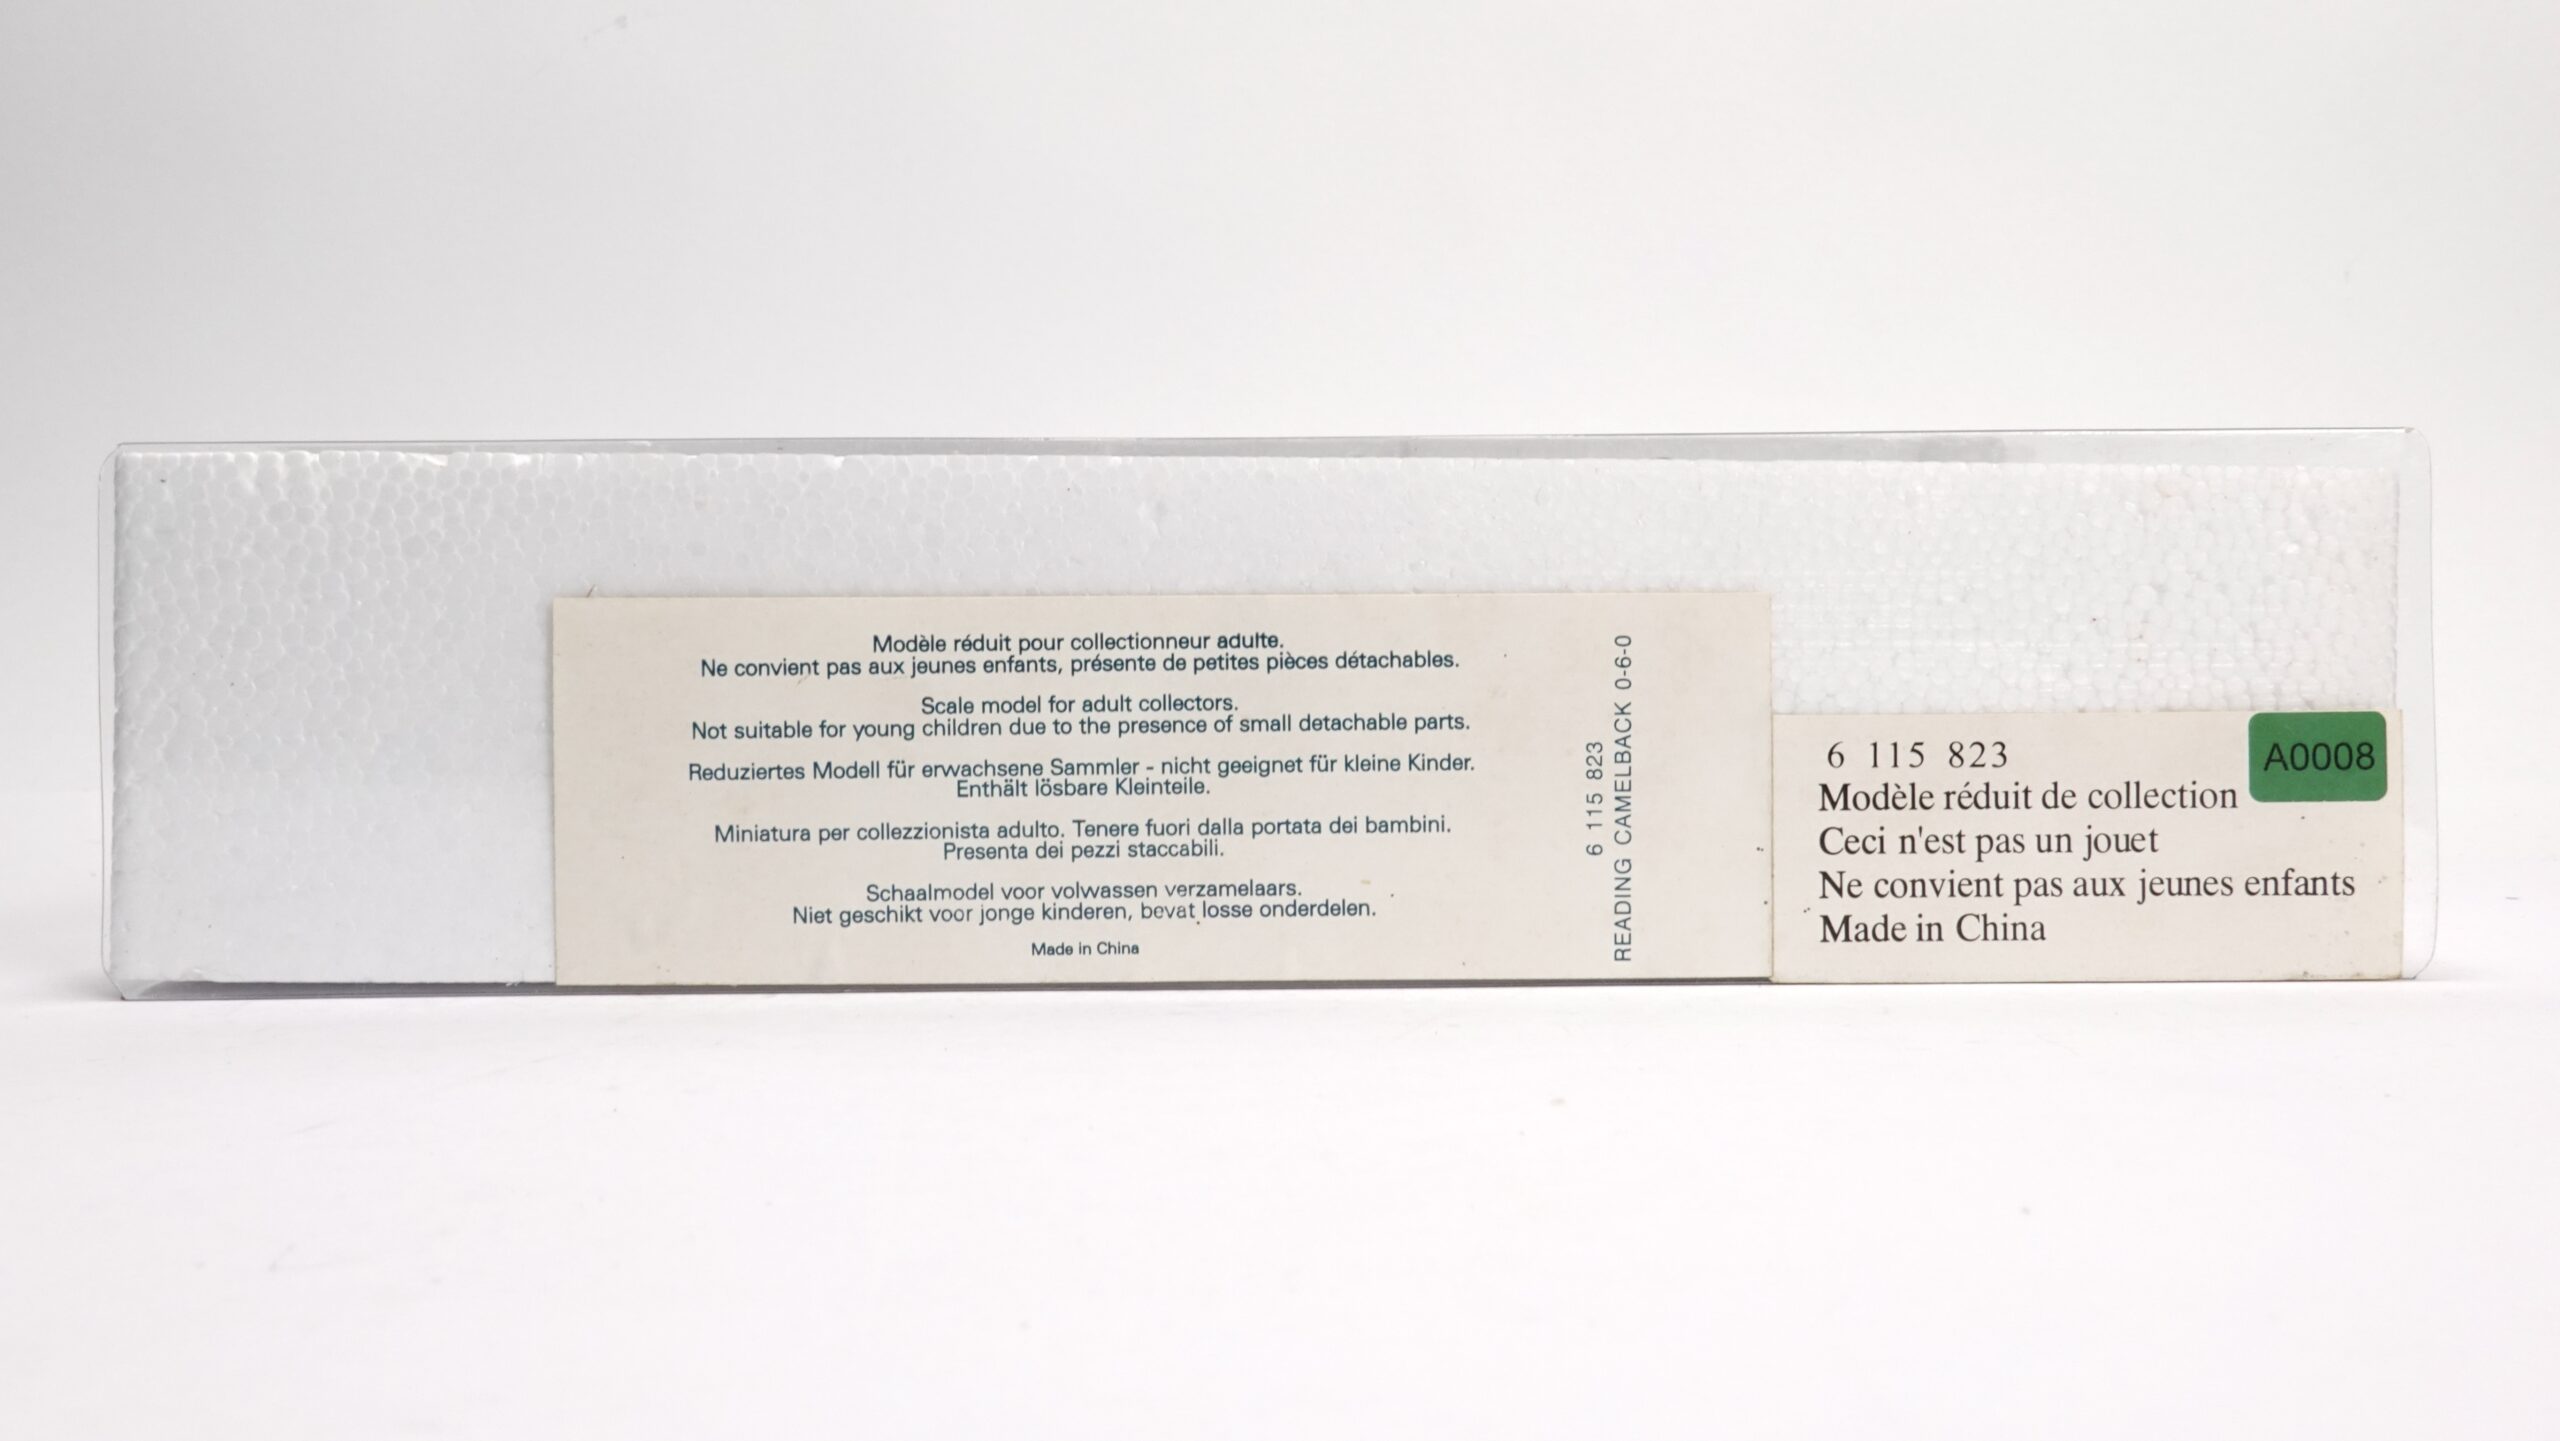 Modèle réduit pour collectionneur adulte.
Ne convient pas aux jeunes enfants, présente de petites pièces détachables.
Scale model for adult collectors.
Not suitable for young children due to the presence of small detachable parts.
Reduziertes Modell für erwachsene Sammler - nicht geeignet für kleine Kinder.
Enthält lösbare Kleinteile.
Miniatura per collezzionista adulto. Tenere fuori dalla portata dei bambini.
Presenta dei pezzi staccabili.
Schaalmodel voor volwassen verzamelaars.
Niet geschikt voor jonge kinderen, bevat losse onderdelen.
Made in China
6 115 823
READING CAMELBACK 0-6-0
6 115 823
Modèle réduit de collection
Ceci n'est pas un jouet
Ne convient pas aux jeunes enfants
Made in China
A0008